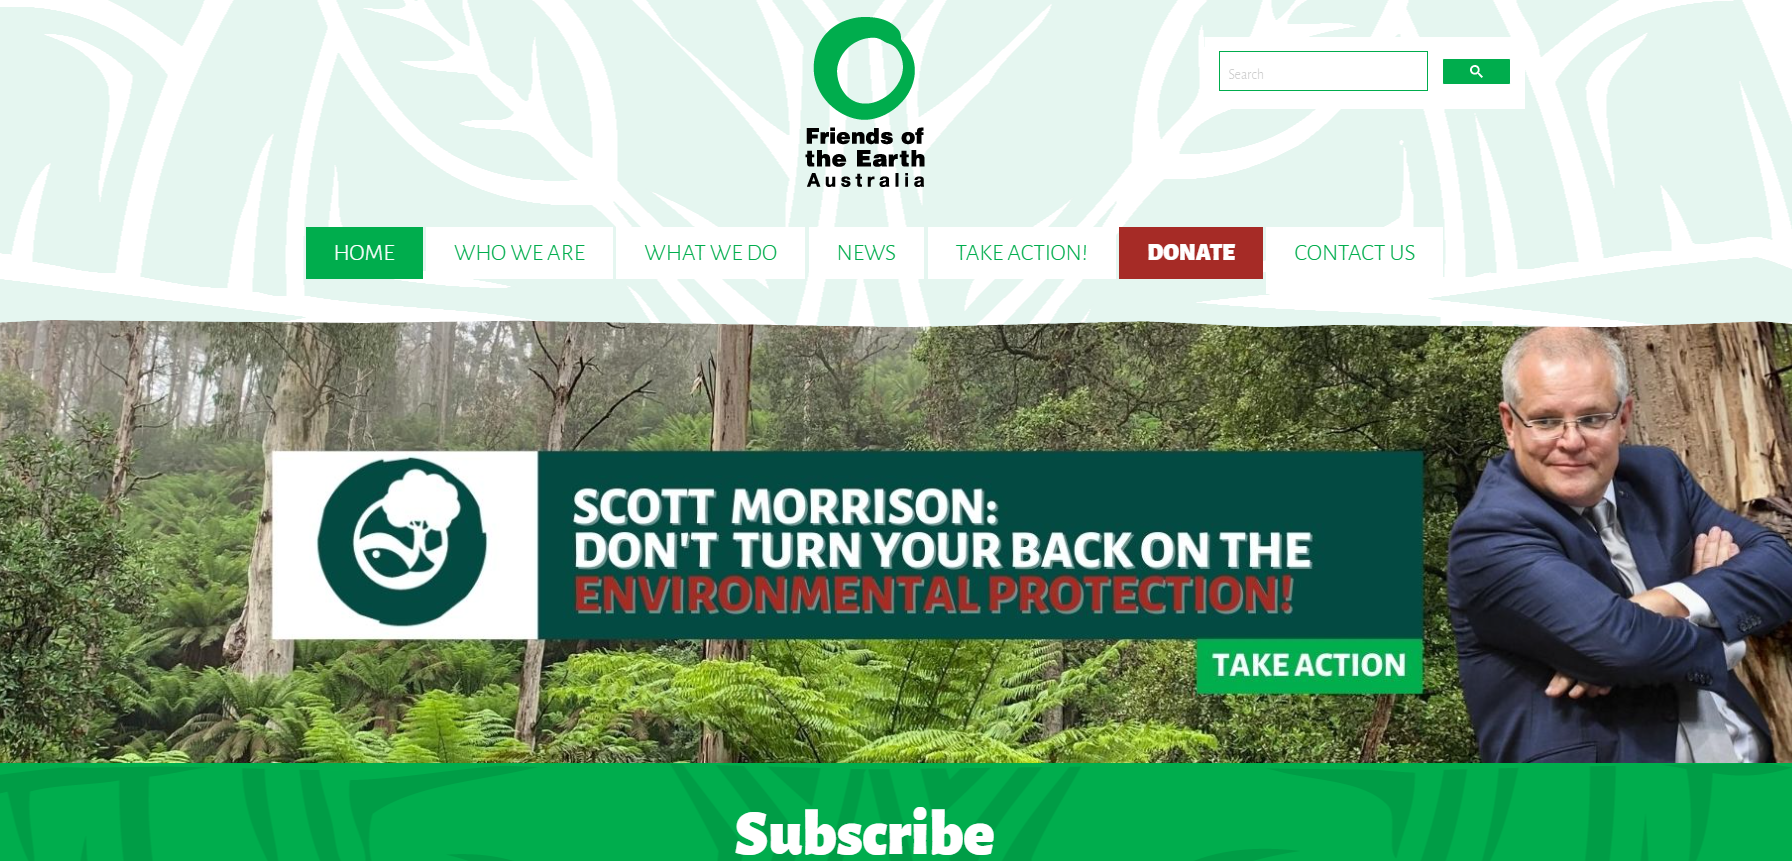 Friends of
the Earth
Australia
Search
HOME
WHO WE ARE
WHAT WE DO
NEWS
TAKE ACTION!
DONATE
CONTACT US
SCOTT MORRISON:
DON'T TURN YOUR BACK ON THE
ENVIRONMENTAL PROTECTION!
TAKE ACTION
Subscribe